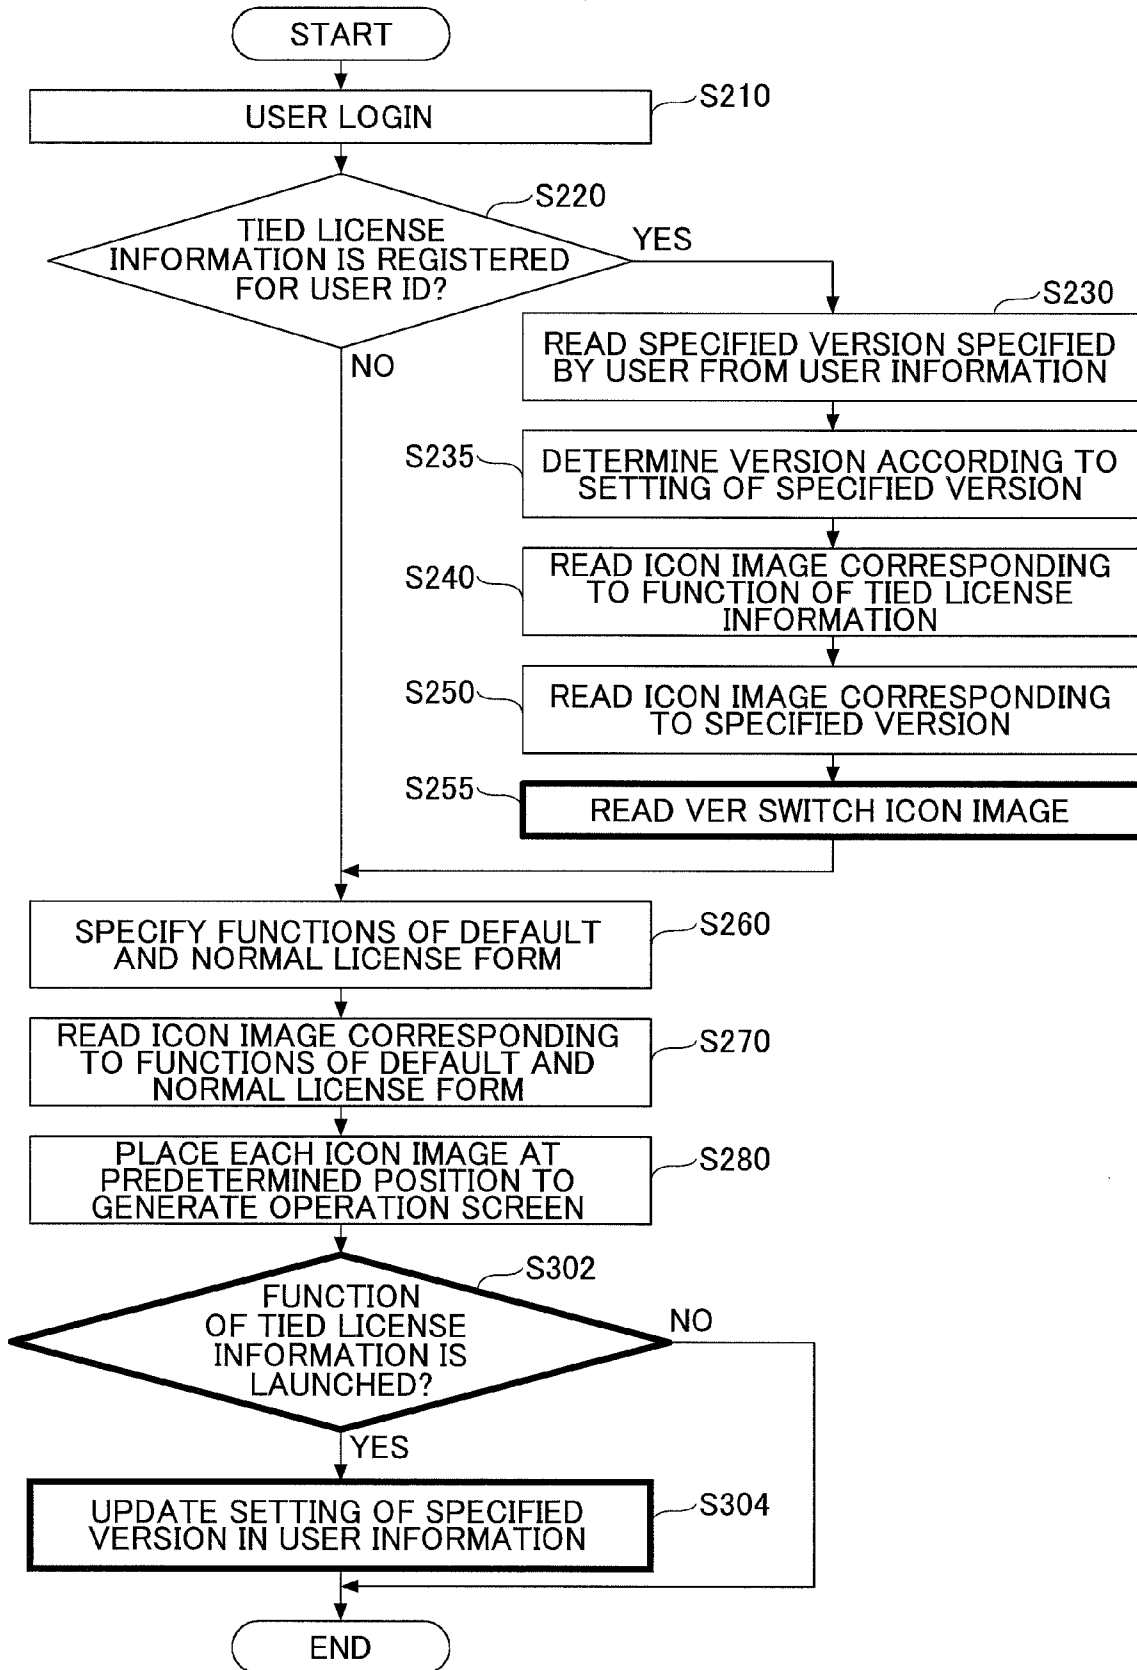 START
USER LOGIN
S210
TIED LICENSE
INFORMATION IS REGISTERED
FOR USER ID?
S220
YES
NO
S230
READ SPECIFIED VERSION SPECIFIED
BY USER FROM USER INFORMATION
S235
DETERMINE VERSION ACCORDING TO
SETTING OF SPECIFIED VERSION
S240
READ ICON IMAGE CORRESPONDING
TO FUNCTION OF TIED LICENSE
INFORMATION
S250
READ ICON IMAGE CORRESPONDING
TO SPECIFIED VERSION
S255
READ VER SWITCH ICON IMAGE
SPECIFY FUNCTIONS OF DEFAULT
AND NORMAL LICENSE FORM
S260
READ ICON IMAGE CORRESPONDING
TO FUNCTIONS OF DEFAULT AND
NORMAL LICENSE FORM
S270
PLACE EACH ICON IMAGE AT
PREDETERMINED POSITION TO
GENERATE OPERATION SCREEN
S280
FUNCTION
OF TIED LICENSE
INFORMATION IS
LAUNCHED?
S302
NO
YES
UPDATE SETTING OF SPECIFIED
VERSION IN USER INFORMATION
S304
END